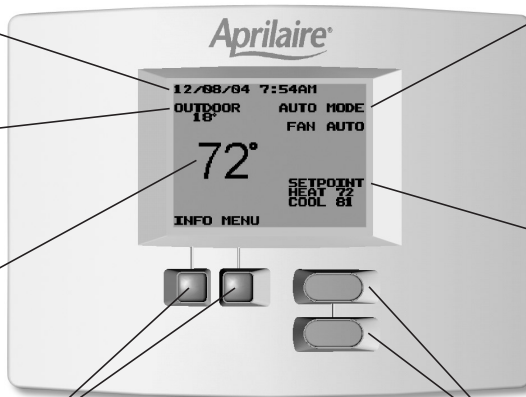 Aprilaire®
12/08/04 7:54AM
OUTDOOR AUTO MODE
18°
FAN AUTO
72°
SETPOINT
HEAT 72
COOL 81
INFO MENU